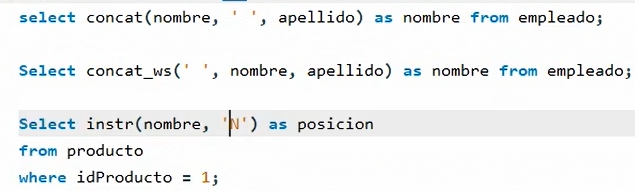 select concat(nombre, ' ', apellido) as nombre from empleado;
Select concat_ws(' ', nombre, apellido) as nombre from empleado;
Select instr(nombre, 'N') as posicion
from producto
where idProducto = 1;